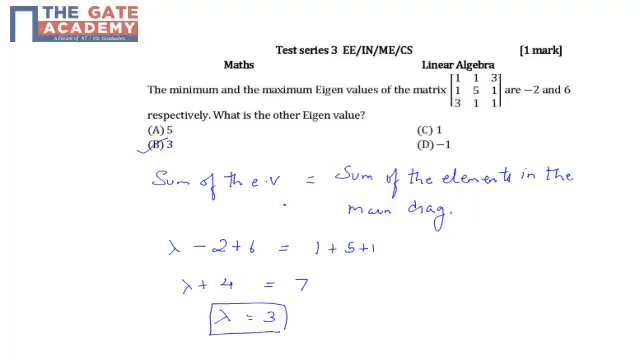 THE GATE
ACADEMY
A Forum of IIT / IISc Graduates
Test series 3 EE/IN/ME/CS [1 mark]
Maths Linear Algebra
The minimum and the maximum Eigen values of the matrix [1 1 3
1 5 1
3 1 1] are −2 and 6
respectively. What is the other Eigen value?
(A) 5 (C) 1
(B) 3 (D) −1
Sum of the e.v = Sum of the elements in the
main diag.
λ − 2 + 6 = 1 + 5 + 1
λ + 4 = 7
λ = 3